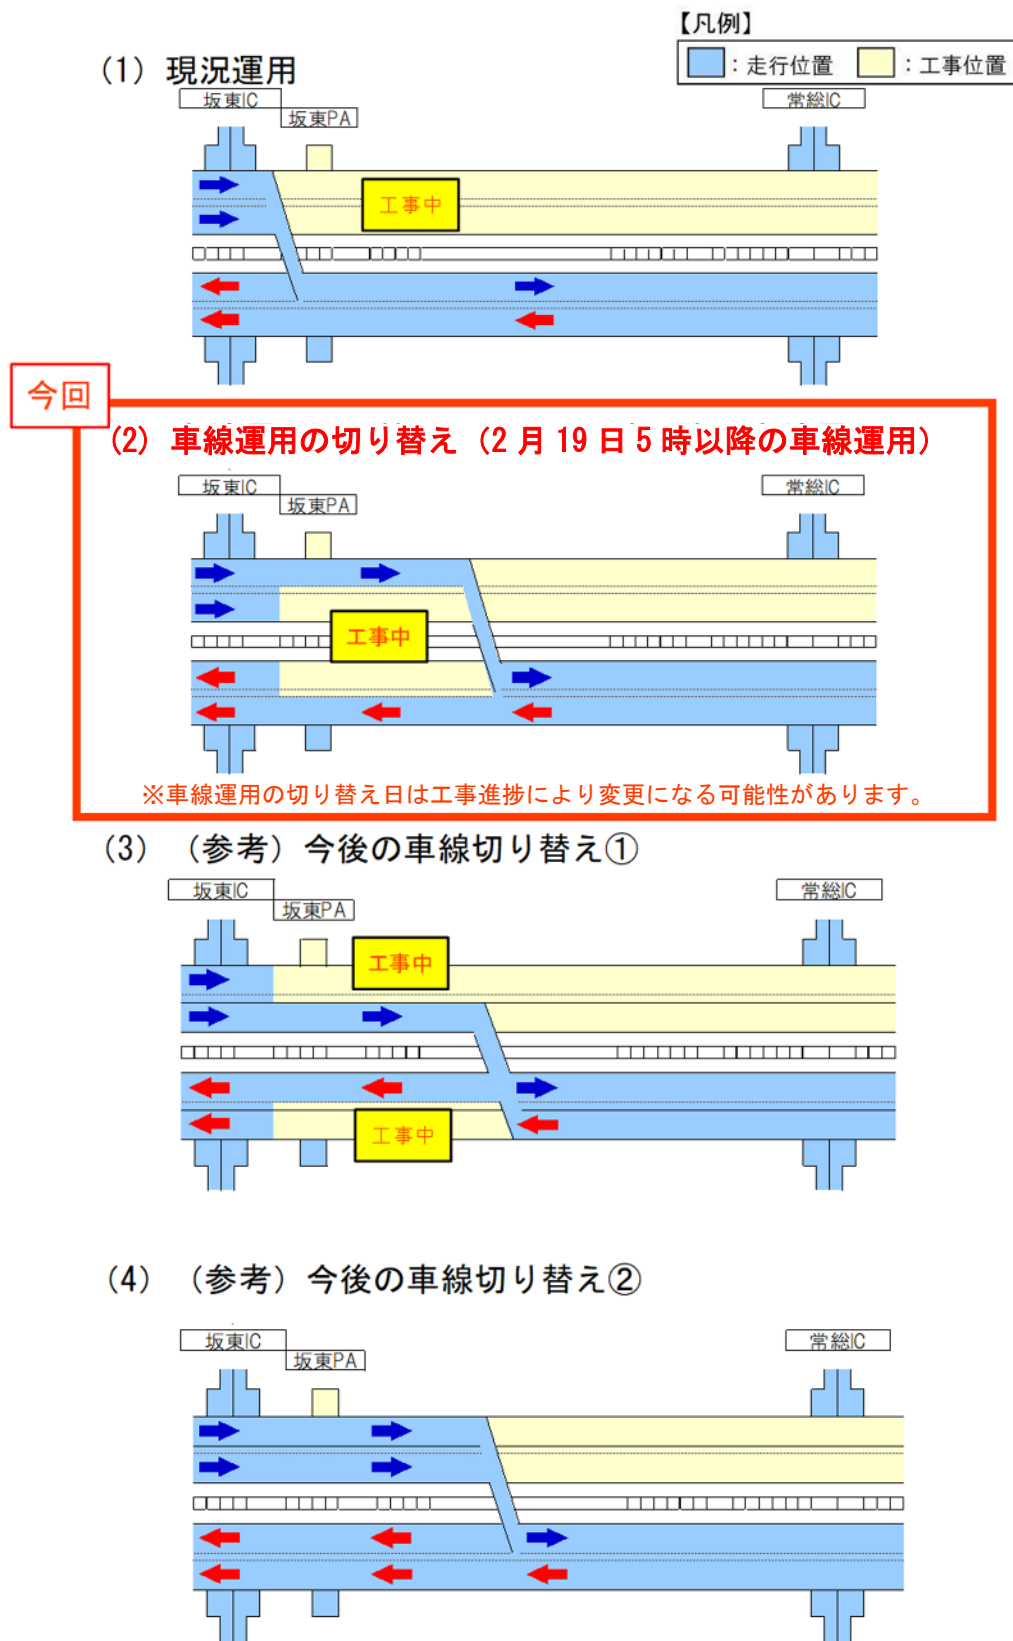 【凡例】
：走行位置　：工事位置
(1) 現況運用
坂東IC
坂東PA
常総IC
工事中
今回
(2) 車線運用の切り替え（2月19日5時以降の車線運用）
坂東IC
坂東PA
常総IC
工事中
※車線運用の切り替え日は工事進捗により変更になる可能性があります。
(3) （参考）今後の車線切り替え①
坂東IC
坂東PA
常総IC
工事中
工事中
(4) （参考）今後の車線切り替え②
坂東IC
坂東PA
常総IC